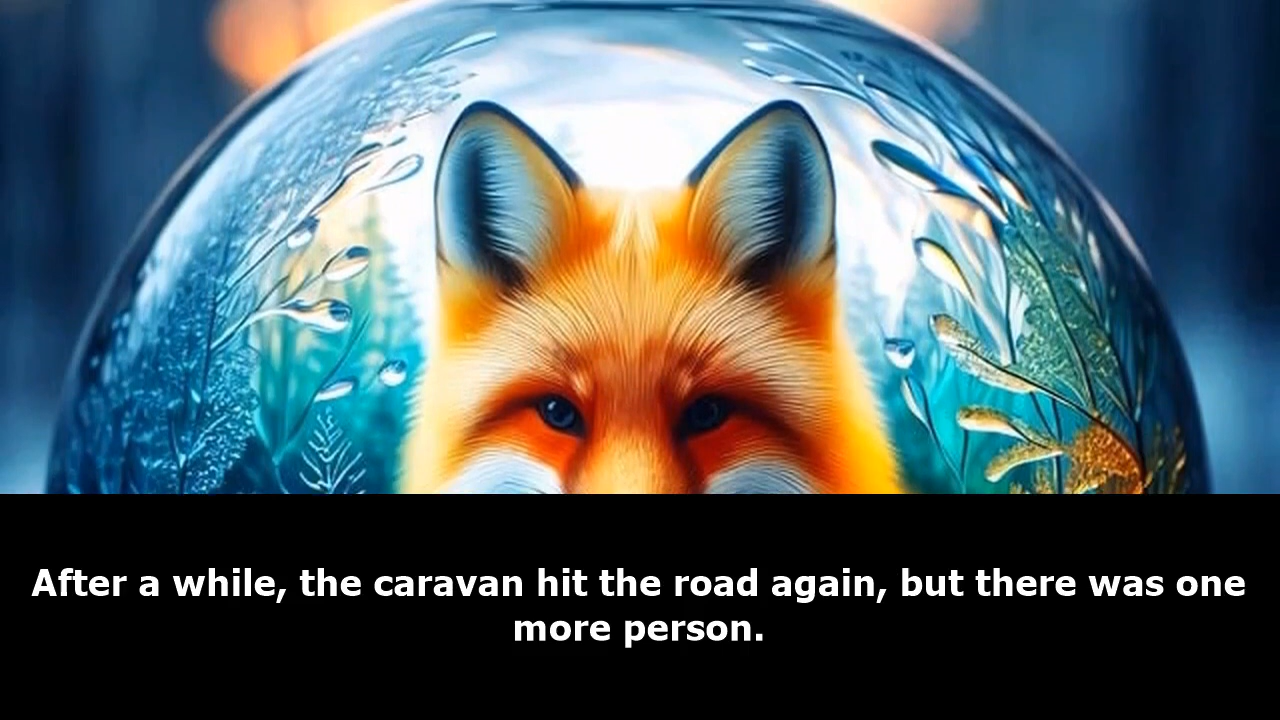 After a while, the caravan hit the road again, but there was one
more person.